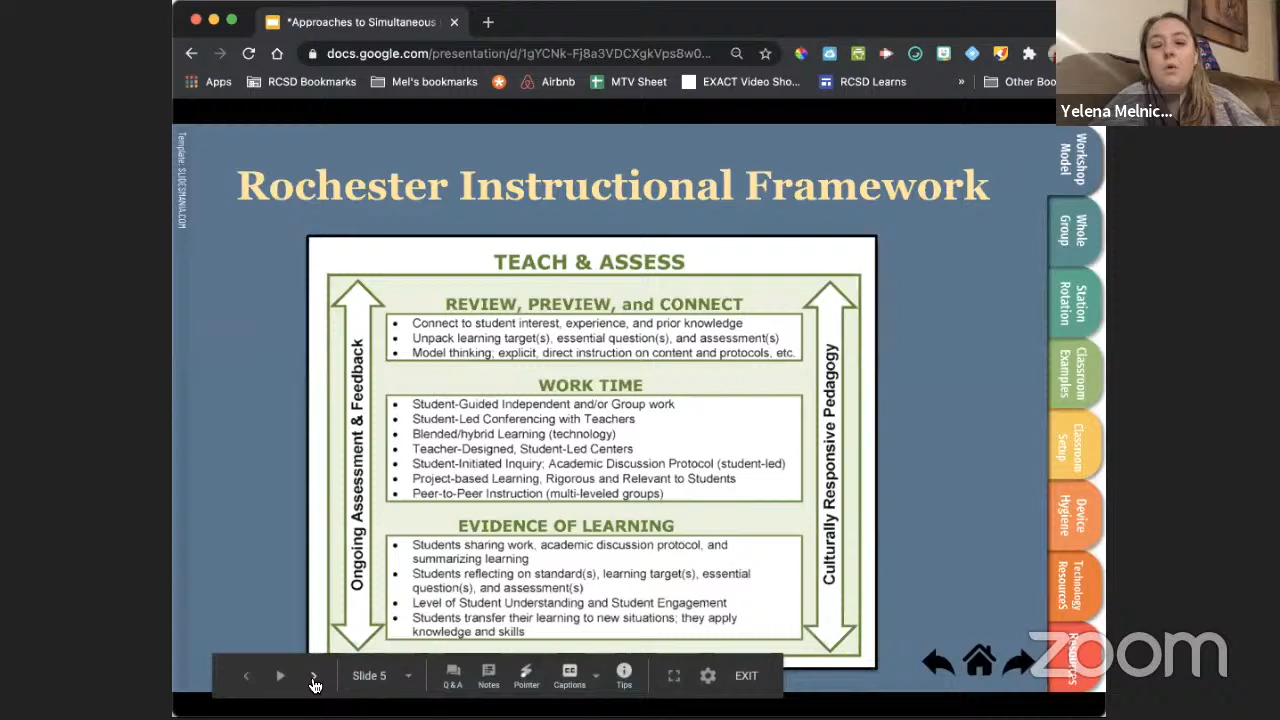 *Approaches to Simultaneous
docs.google.com/presentation/d/1gYCNk-Fj8a3VDCXgkVps8w0...
Apps
RCSD Bookmarks
Mel's bookmarks
Airbnb
MTV Sheet
EXACT Video Sho...
RCSD Learns
»
Other Boo
Yelena Melnic...
Template: SLIDESMANIA.COM
Rochester Instructional Framework
TEACH & ASSESS
Ongoing Assessment & Feedback
REVIEW, PREVIEW, and CONNECT
• Connect to student interest, experience, and prior knowledge
• Unpack learning target(s), essential question(s), and assessment(s)
• Model thinking; explicit, direct instruction on content and protocols, etc.
WORK TIME
• Student-Guided Independent and/or Group work
• Student-Led Conferencing with Teachers
• Blended/hybrid Learning (technology)
• Teacher-Designed, Student-Led Centers
• Student-Initiated Inquiry; Academic Discussion Protocol (student-led)
• Project-based Learning, Rigorous and Relevant to Students
• Peer-to-Peer Instruction (multi-leveled groups)
EVIDENCE OF LEARNING
• Students sharing work, academic discussion protocol, and
summarizing learning
• Students reflecting on standard(s), learning target(s), essential
question(s), and assessment(s)
• Level of Student Understanding and Student Engagement
• Students transfer their learning to new situations; they apply
knowledge and skills
Culturally Responsive Pedagogy
Workshop
Model
Whole
Group
Station
Rotation
Classroom
Examples
Classroom
Setup
Device
Hygiene
Technology
ResourceS
Resources
Slide 5
Q & A
Notes
Pointer
Captions
Tips
EXIT
zoom